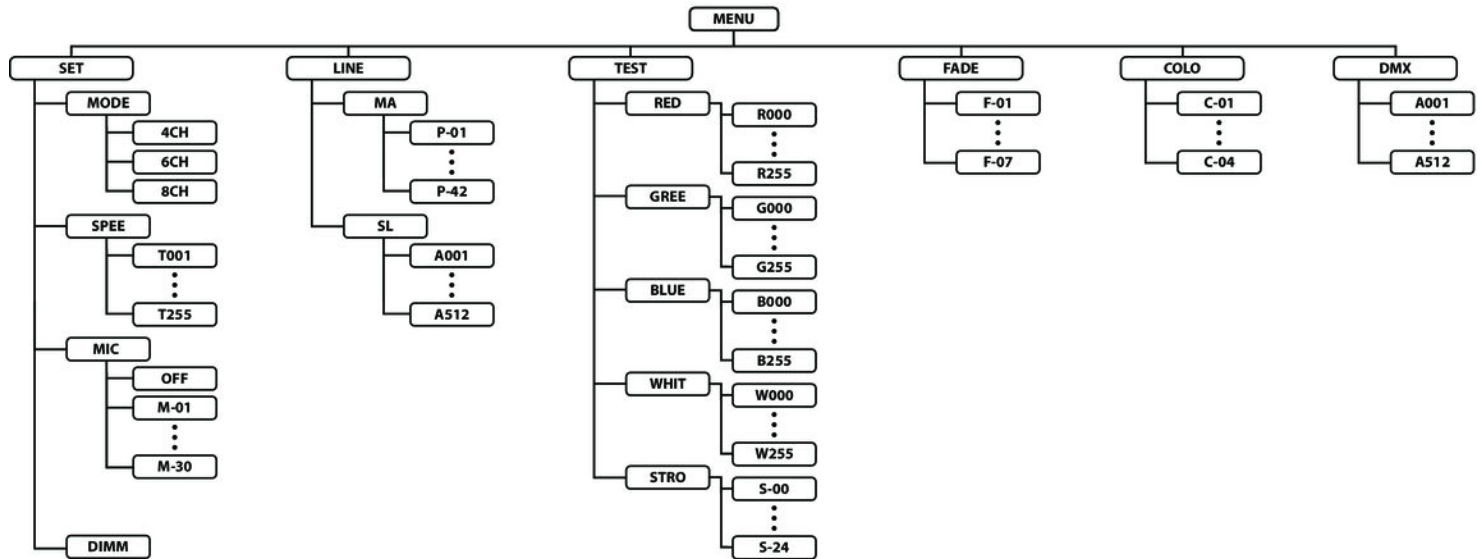 MENU
SET
LINE
TEST
FADE
COLO
DMX
MODE
4CH
6CH
8CH
SPEE
T001
T255
MIC
OFF
M-01
M-30
DIMM
MA
P-01
P-42
SL
A001
A512
RED
R000
R255
GREE
G000
G255
BLUE
B000
B255
WHIT
W000
W255
STRO
S-00
S-24
F-01
F-07
C-01
C-04
A001
A512